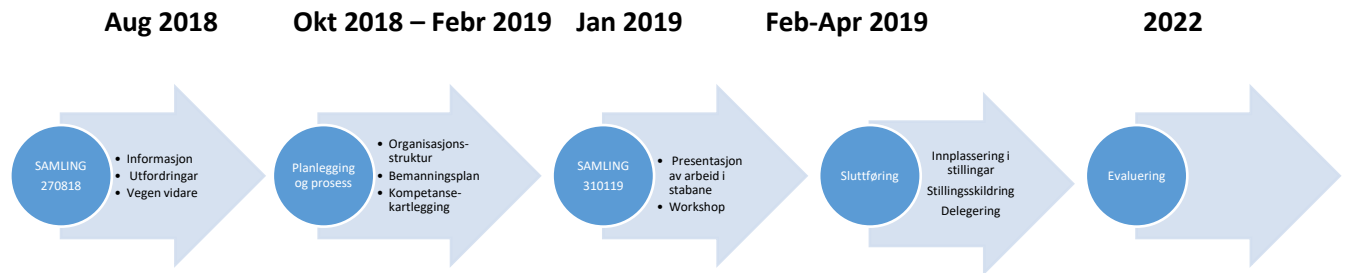 Aug 2018
Okt 2018 – Febr 2019
Jan 2019
Feb-Apr 2019
2022
SAMLING
270818
• Informasjon
• Utfordringar
• Vegen vidare
Planlegging
og prosess
• Organisasjons-
struktur
• Bemanningsplan
• Kompetanse-
kartlegging
SAMLING
310119
• Presentasjon
av arbeid i
stabane
• Workshop
Sluttføring
Innplassering i
stillingar
Stillingsskildring
Delegering
Evaluering